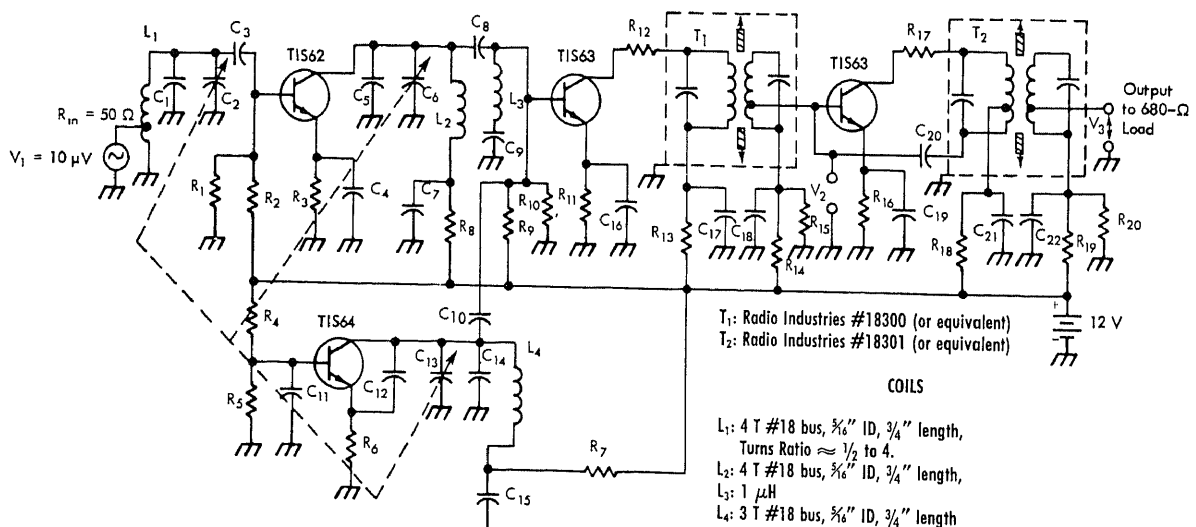 L₁
C₃
C₈
R₁₂
T₁
R₁₇
T₂
TIS62
TIS63
TIS63
C₁
C₂
C₅
C₆
L₂
L₃
C₉
C₂₀
Output
to 680-Ω
Load
V₃
R_in = 50 Ω
V₁ = 10 μV
R₁
R₂
R₃
C₄
C₇
R₈
R₉
R₁₀
R₁₁
C₁₆
R₁₃
C₁₇
C₁₈
R₁₅
R₁₄
V₂
R₁₆
C₁₉
R₁₈
C₂₁
C₂₂
R₁₉
R₂₀
R₄
TIS64
C₁₀
C₁₃
C₁₄
L₄
C₁₂
C₁₁
R₅
R₆
R₇
C₁₅
+
−
12 V
T₁: Radio Industries #18300 (or equivalent)
T₂: Radio Industries #18301 (or equivalent)
COILS
L₁: 4 T #18 bus, 5⁄16″ ID, 3⁄4″ length,
Turns Ratio ≈ 1⁄2 to 4.
L₂: 4 T #18 bus, 5⁄16″ ID, 3⁄4″ length,
L₃: 1 μH
L₄: 3 T #18 bus, 5⁄16″ ID, 3⁄4″ length